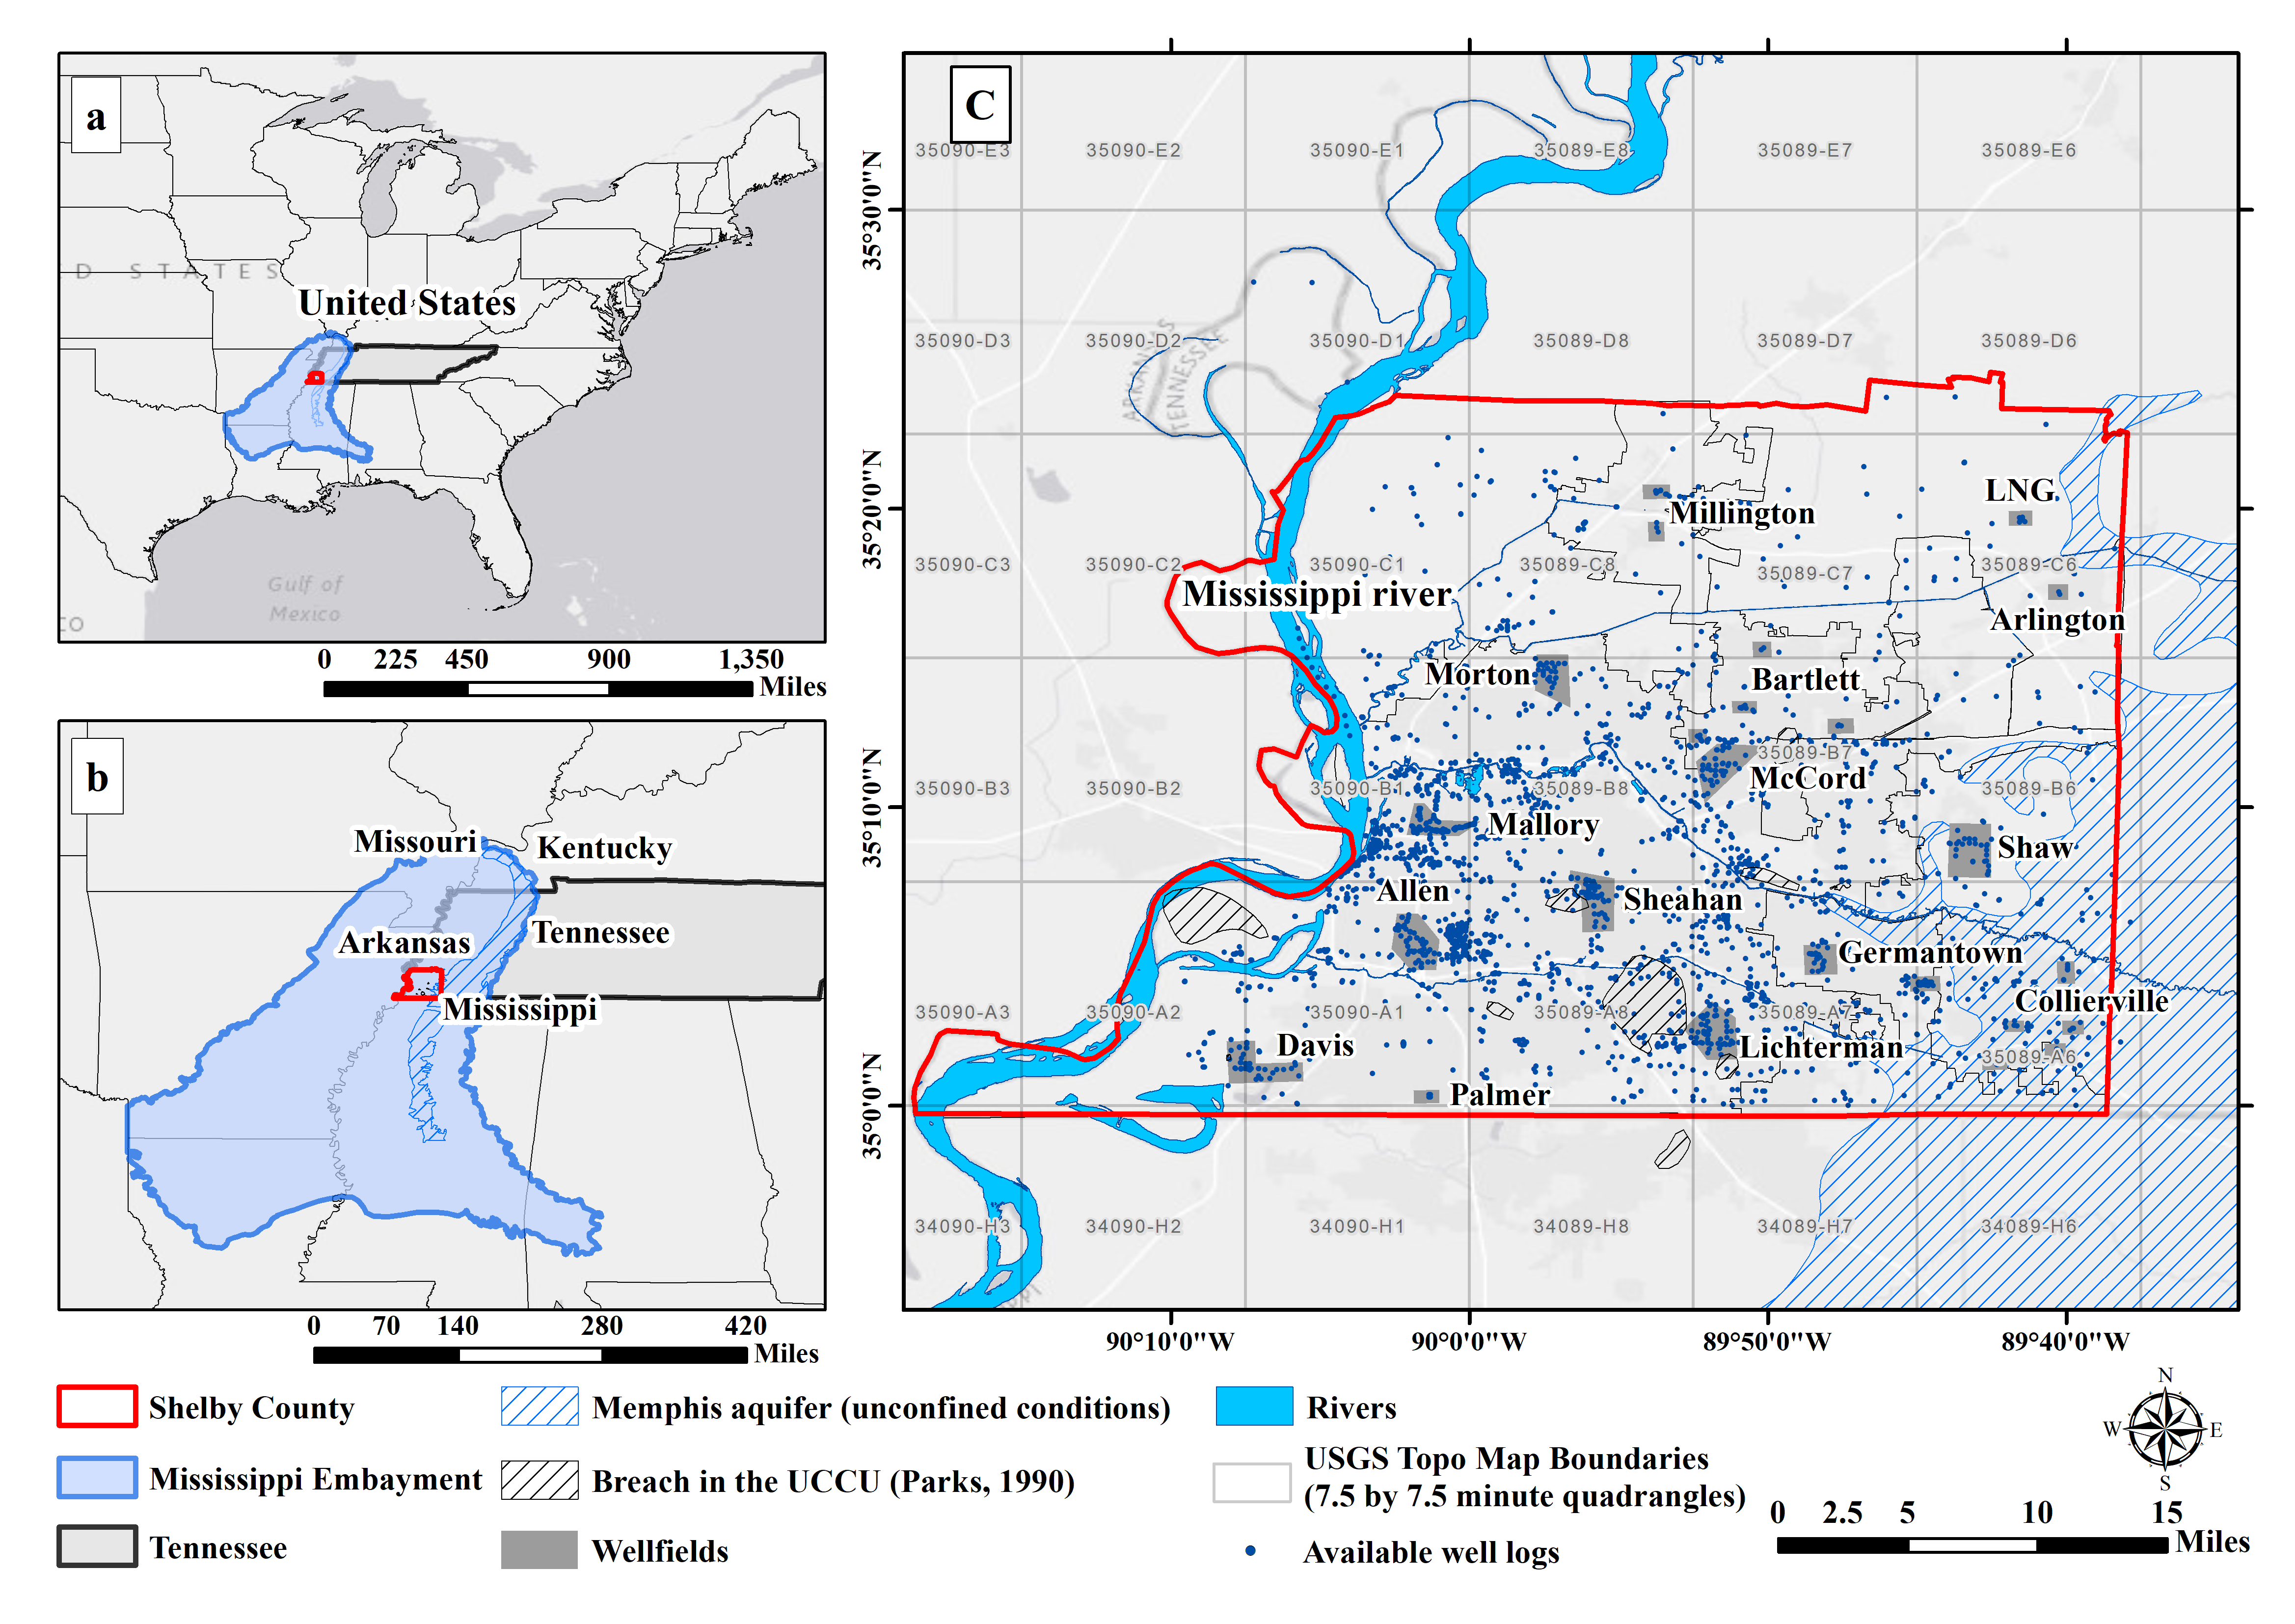 a
D STATES
United States
Gulf of
Mexico
CO
0 225 450 900 1,350
Miles
b
Missouri
Kentucky
Tennessee
Arkansas
Mississippi
0 70 140 280 420
Miles
C
35090-E3 35090-E2 35090-E1 35089-E8 35089-E7 35089-E6
35°30'0"N
35090-D3 35090-D2 35090-D1 35089-D8 35089-D7 35089-D6
ARKANSAS
TENNESSEE
LNG
Millington
35°20'0"N
35090-C3 35090-C2 35090-C1 35089-C8 35089-C7 35089-C6
Mississippi river
Arlington
Morton
Bartlett
35089-B7
McCord
35090-B3 35090-B2 35090-B1 35089-B8 35089-B6
35°10'0"N
Mallory
Shaw
Allen
Sheahan
Germantown
Collierville
35090-A3 35090-A2 35090-A1 35089-A8 35089-A7
Davis
Lichterman
35089-A6
Palmer
35°0'0"N
34090-H3 34090-H2 34090-H1 34089-H8 34089-H7 34089-H6
90°10'0"W 90°0'0"W 89°50'0"W 89°40'0"W
Shelby County
Mississippi Embayment
Tennessee
Memphis aquifer (unconfined conditions)
Breach in the UCCU (Parks, 1990)
Wellfields
Rivers
USGS Topo Map Boundaries
(7.5 by 7.5 minute quadrangles)
Available well logs
N
W E
S
0 2.5 5 10 15
Miles